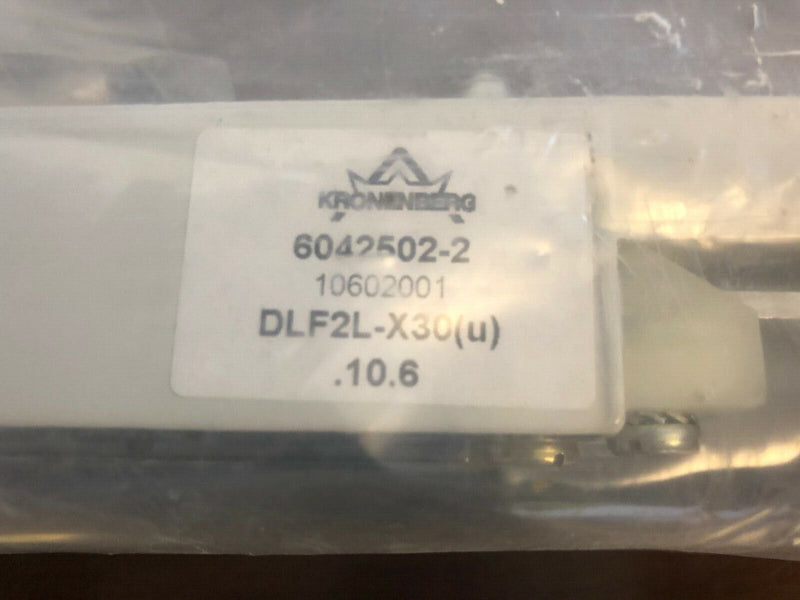 KRONENBERG
6042502-2
10602001
DLF2L-X30(u)
.10.6